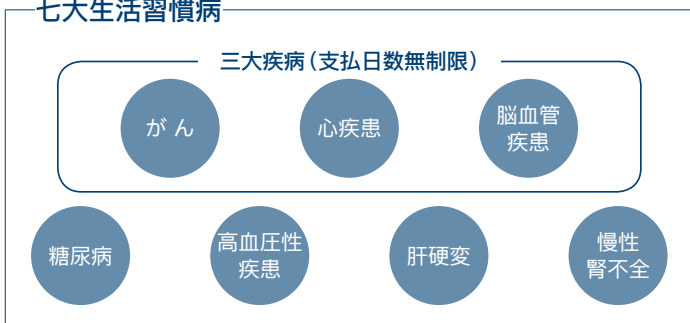 七大生活習慣病
三大疾病(支払日数無制限)
がん
心疾患
脳血管
疾患
糖尿病
高血圧性
疾患
肝硬変
慢性
腎不全